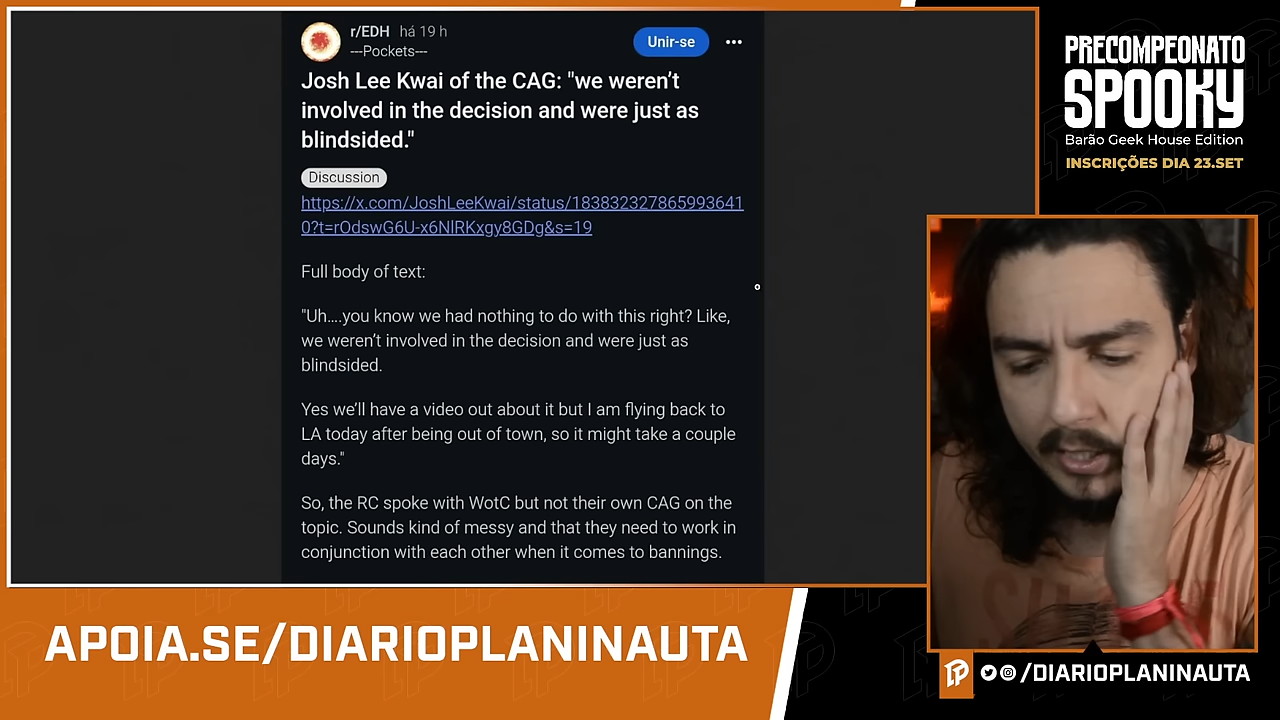 r/EDH há 19 h
---Pockets---
Unir-se
Josh Lee Kwai of the CAG: "we weren't
involved in the decision and were just as
blindsided."
Discussion
https://x.com/JoshLeeKwai/status/183832327865993641
0?t=rOdswG6U-x6NlRKxgy8GDg&s=19
Full body of text:
"Uh....you know we had nothing to do with this right? Like,
we weren't involved in the decision and were just as
blindsided.
Yes we'll have a video out about it but I am flying back to
LA today after being out of town, so it might take a couple
days."
So, the RC spoke with WotC but not their own CAG on the
topic. Sounds kind of messy and that they need to work in
conjunction with each other when it comes to bannings.
PRECOMPEONATO
SPOOKY
Barão Geek House Edition
INSCRIÇÕES DIA 23.SET
APOIA.SE/DIARIOPLANINAUTA
/DIARIOPLANINAUTA